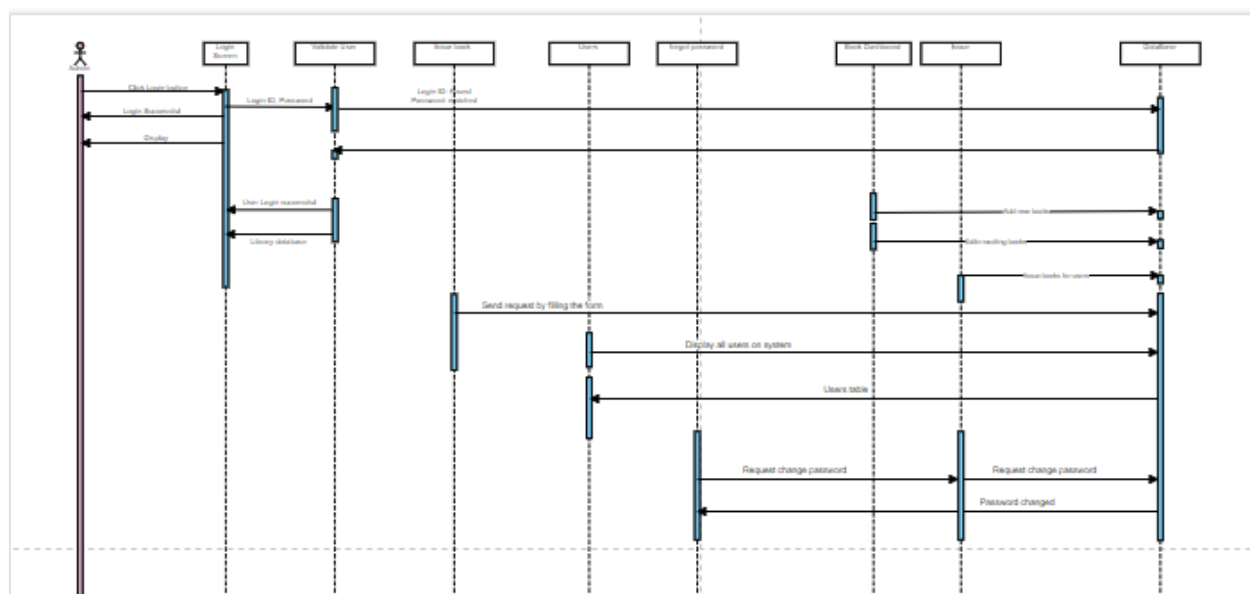 Login
Screen
Validate User
Issue book
Users
forgot password
Book Dashboard
Issue
DataBase
Admin
Click Login button
Login ID, Password
Login ID: found
Password: matched
Login Successful
Display
User Login successful
Library database
Add new books
books
Issue books for users
Send request by filling the form
Display all users on system
Users table
Request change password
Request change password
Password changed